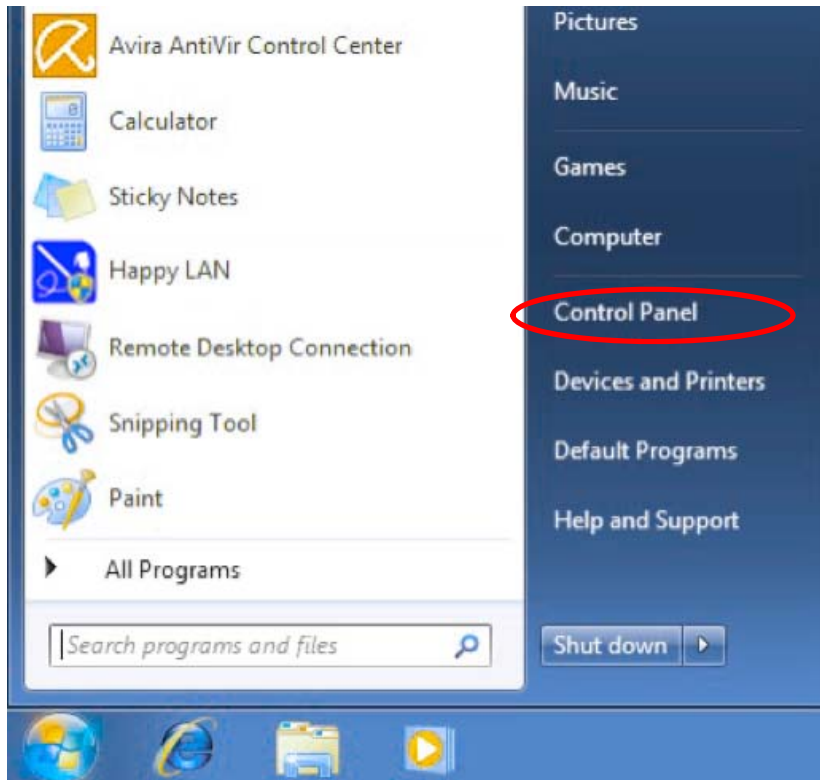 Avira AntiVir Control Center
Calculator
Sticky Notes
Happy LAN
Remote Desktop Connection
Snipping Tool
Paint
All Programs
Search programs and files
Pictures
Music
Games
Computer
Control Panel
Devices and Printers
Default Programs
Help and Support
Shut down